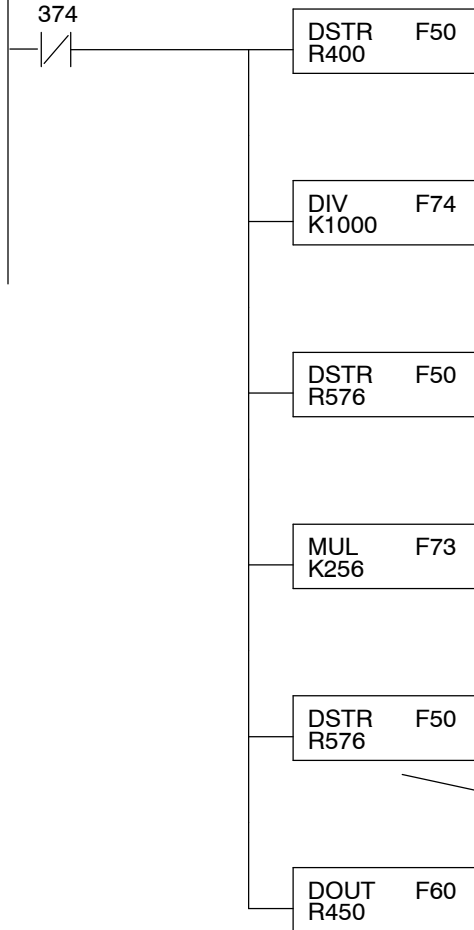 374
DSTR F50
R400
DIV F74
K1000
DSTR F50
R576
MUL F73
K256
DSTR F50
R576
DOUT F60
R450